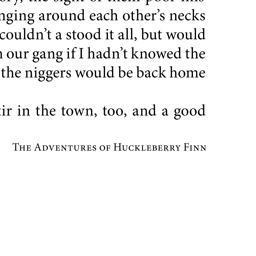 nging around each other's necks
couldn't a stood it all, but would
our gang if I hadn't knowed the
the niggers would be back home
ir in the town, too, and a good
The Adventures of Huckleberry Finn